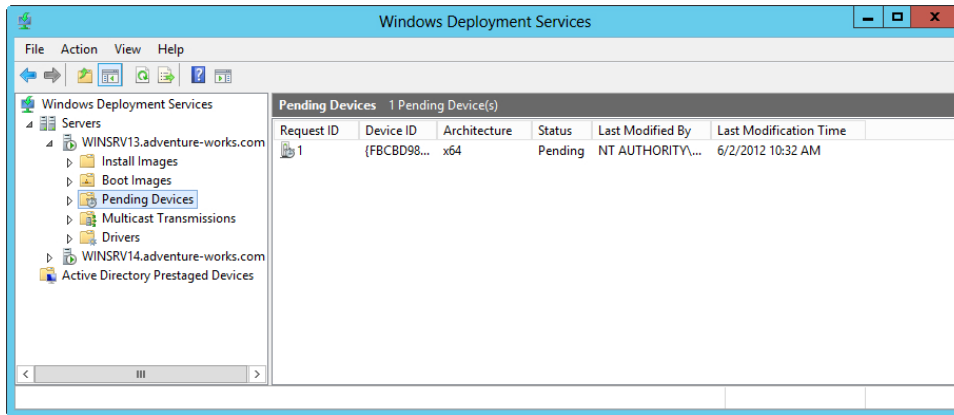 Windows Deployment Services
File Action View Help
Windows Deployment Services
Servers
WINSRV13.adventure-works.com
Install Images
Boot Images
Pending Devices
Multicast Transmissions
Drivers
WINSRV14.adventure-works.com
Active Directory Prestaged Devices
Pending Devices 1 Pending Device(s)
Request ID Device ID Architecture Status Last Modified By Last Modification Time
1 {FBCBD98... x64 Pending NT AUTHORITY\... 6/2/2012 10:32 AM